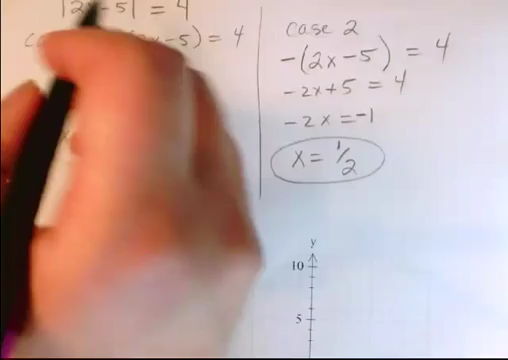 |2x-5| = 4
x-5) = 4
case 2
-(2x-5) = 4
-2x+5 = 4
-2x = -1
x = 1/2
y
10
5